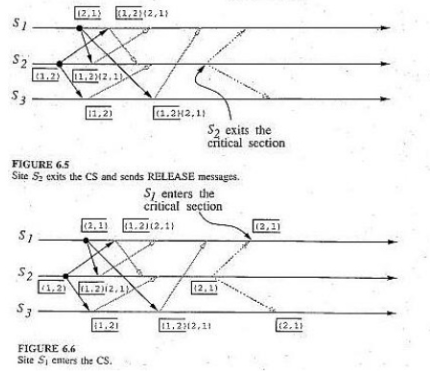 (2,1) (1,2)(2,1)
S1
S2
(1,2) (1,2)(2,1)
S3
(1,2) (1,2)(2,1)
S2 exits the
critical section
FIGURE 6.5
Site S2 exits the CS and sends RELEASE messages.
S1 enters the
critical section
(2,1) (1,2)(2,1) (2,1)
S1
S2
(1,2) (1,2)(2,1) (2,1)
S3
(1,2) (1,2)(2,1) (2,1)
FIGURE 6.6
Site S1 enters the CS.